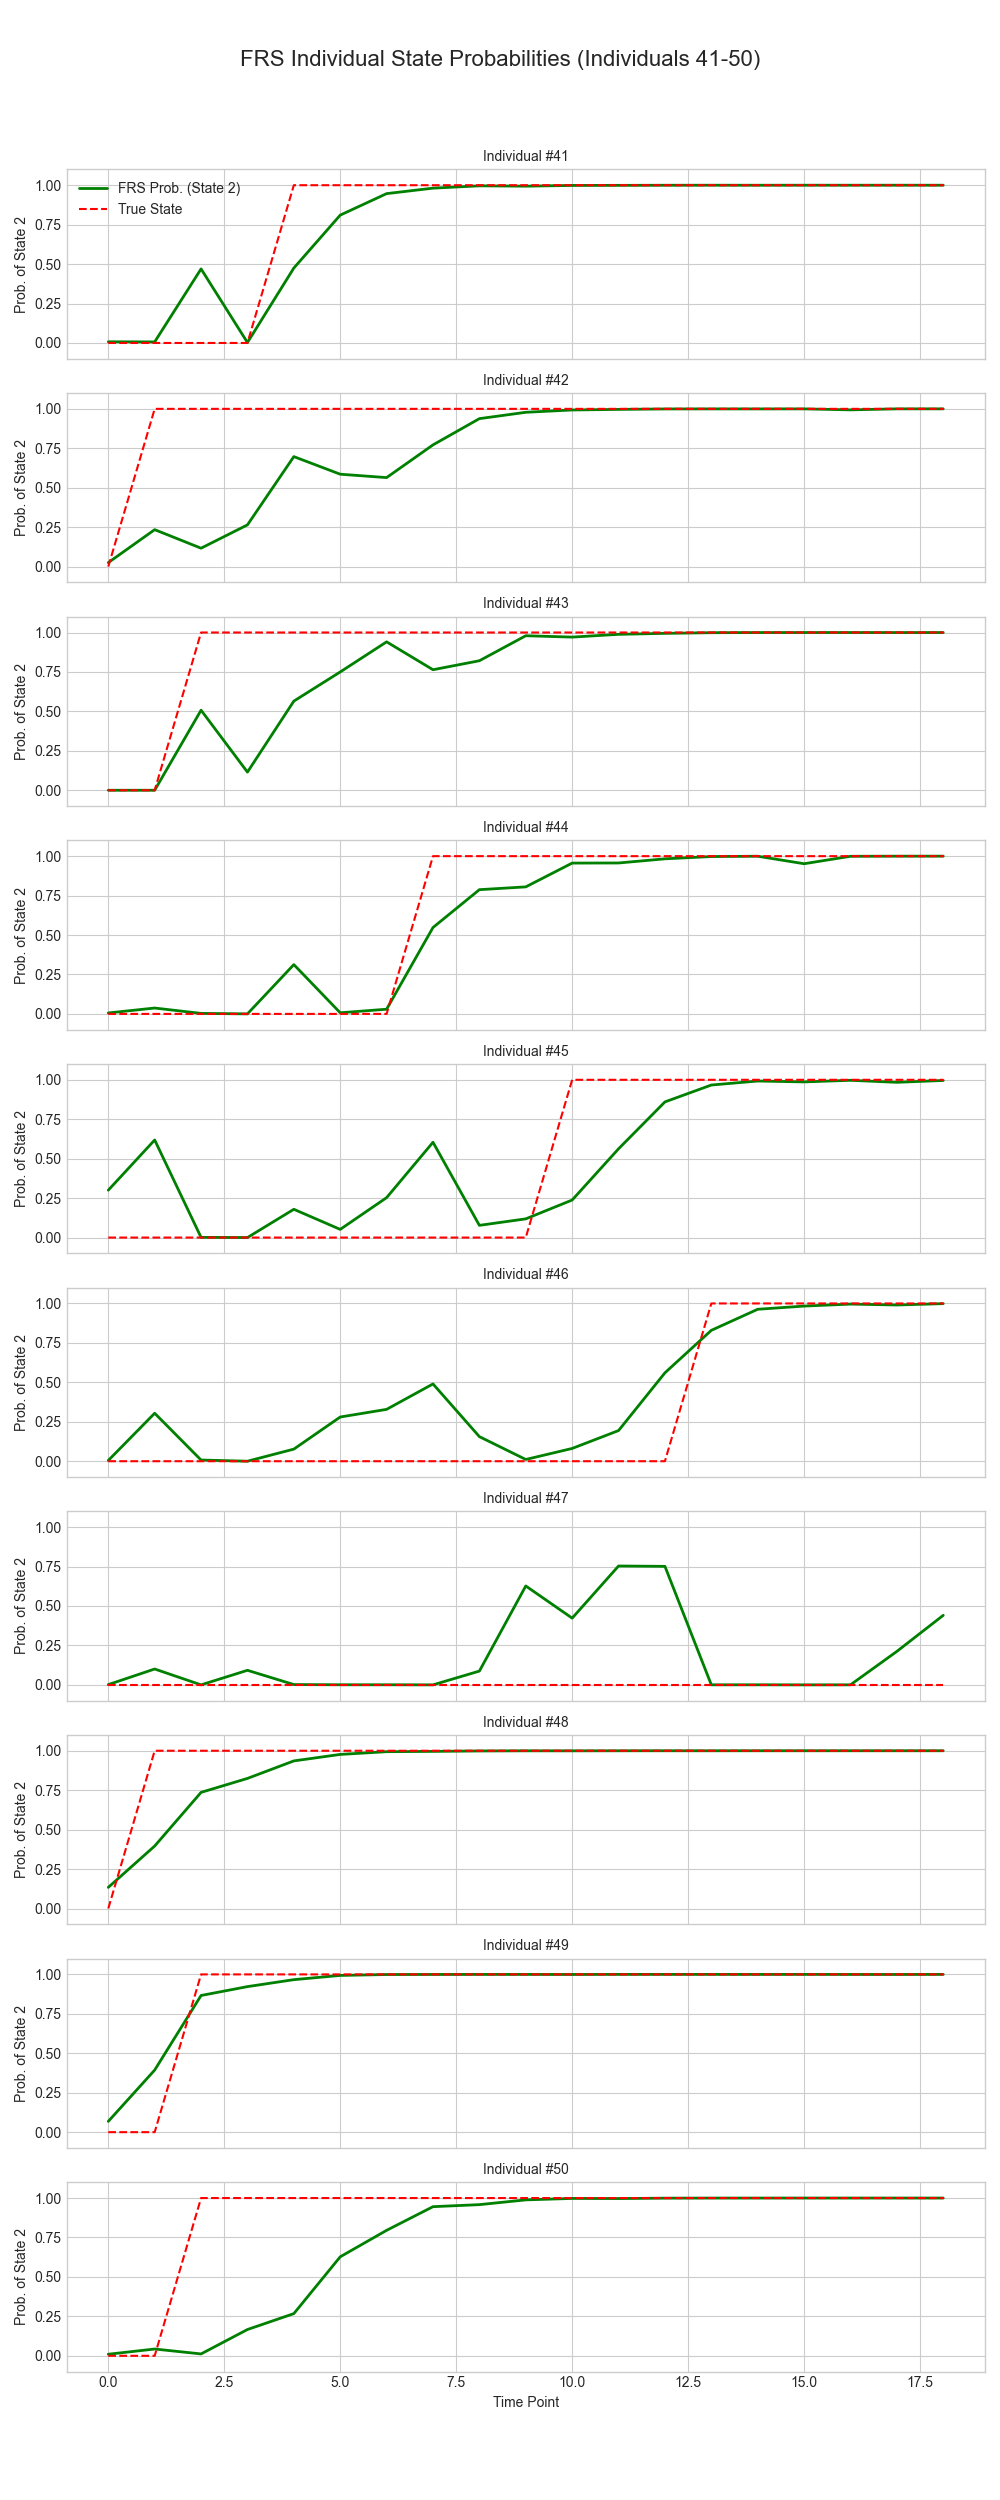 FRS Individual State Probabilities (Individuals 41-50)
Individual #41
1.00
0.75
0.50
0.25
0.00
Prob. of State 2
FRS Prob. (State 2)
True State
Individual #42
1.00
0.75
0.50
0.25
0.00
Prob. of State 2
Individual #43
1.00
0.75
0.50
0.25
0.00
Prob. of State 2
Individual #44
1.00
0.75
0.50
0.25
0.00
Prob. of State 2
Individual #45
1.00
0.75
0.50
0.25
0.00
Prob. of State 2
Individual #46
1.00
0.75
0.50
0.25
0.00
Prob. of State 2
Individual #47
1.00
0.75
0.50
0.25
0.00
Prob. of State 2
Individual #48
1.00
0.75
0.50
0.25
0.00
Prob. of State 2
Individual #49
1.00
0.75
0.50
0.25
0.00
Prob. of State 2
Individual #50
1.00
0.75
0.50
0.25
0.00
Prob. of State 2
0.0 2.5 5.0 7.5 10.0 12.5 15.0 17.5
Time Point